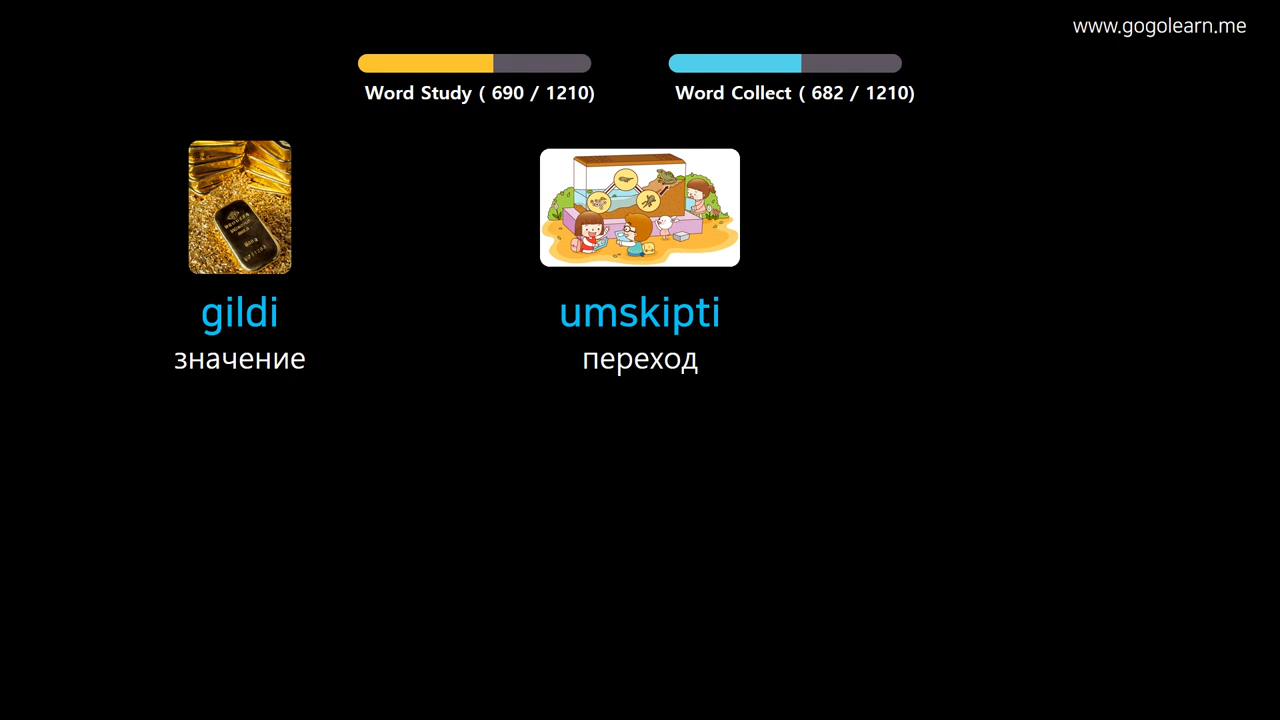 www.gogolearn.me
Word Study ( 690 / 1210)
Word Collect ( 682 / 1210)
gildi
umskipti
значение
переход